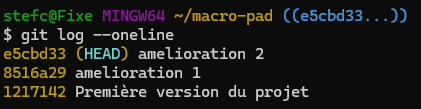 stefc@Fixe MINGW64 ~/macro-pad ((e5cbd33...))
$ git log --oneline
e5cbd33 (HEAD) amelioration 2
8516a29 amelioration 1
1217142 Première version du projet